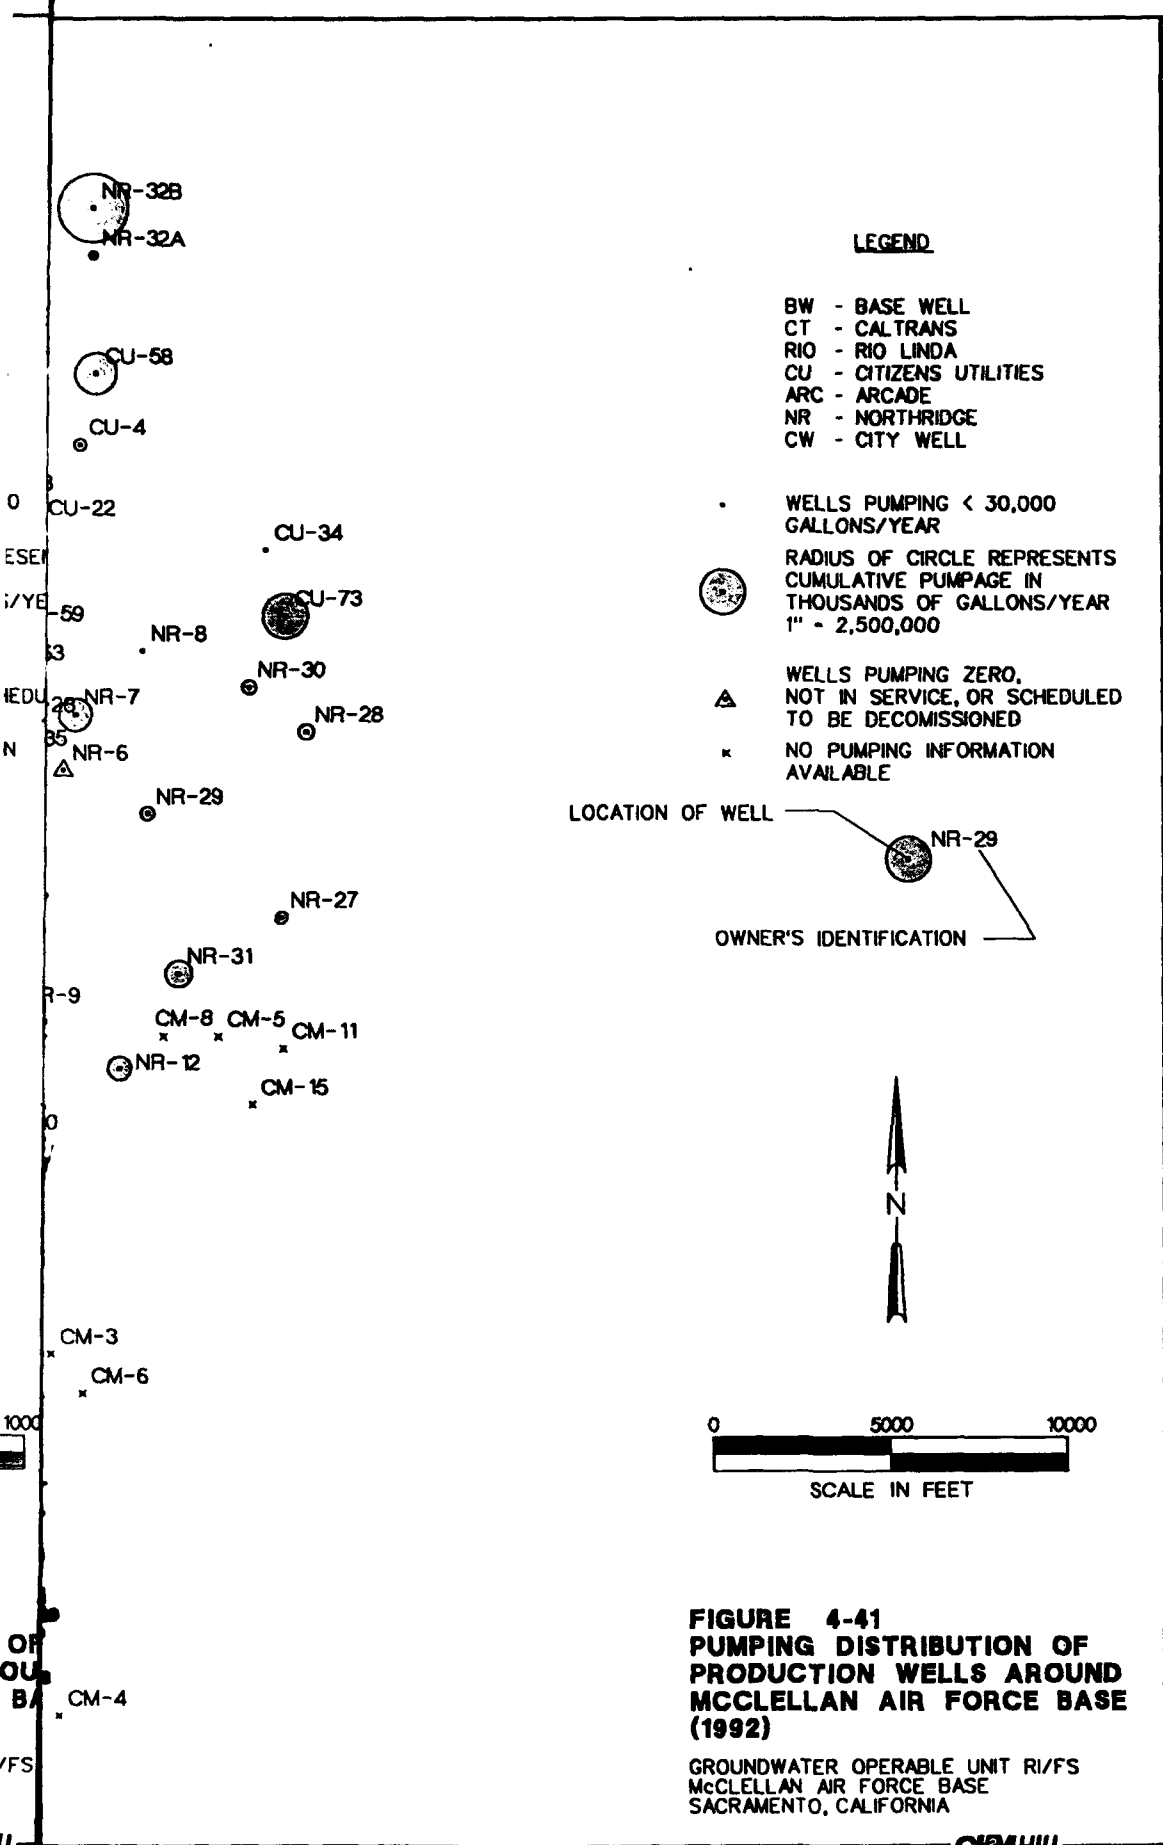 NR-32B
NR-32A
CU-58
CU-4
O
CU-22
CU-34
CU-73
-59
NR-8
NR-30
NR-7
NR-28
NR-6
N
NR-29
NR-27
NR-31
R-9
CM-8
CM-5
CM-11
NR-12
CM-15
CM-3
CM-6
1000
OF
OU
BA
CM-4
/FS
LEGEND
BW - BASE WELL
CT - CALTRANS
RIO - RIO LINDA
CU - CITIZENS UTILITIES
ARC - ARCADE
NR - NORTHRIDGE
CW - CITY WELL
WELLS PUMPING < 30,000
GALLONS/YEAR
RADIUS OF CIRCLE REPRESENTS
CUMULATIVE PUMPAGE IN
THOUSANDS OF GALLONS/YEAR
1" - 2,500,000
WELLS PUMPING ZERO,
NOT IN SERVICE, OR SCHEDULED
TO BE DECOMISSIONED
NO PUMPING INFORMATION
AVAILABLE
LOCATION OF WELL
NR-29
OWNER'S IDENTIFICATION
N
0 5000 10000
SCALE IN FEET
FIGURE 4-41
PUMPING DISTRIBUTION OF
PRODUCTION WELLS AROUND
MCCLELLAN AIR FORCE BASE
(1992)
GROUNDWATER OPERABLE UNIT RI/FS
McCLELLAN AIR FORCE BASE
SACRAMENTO, CALIFORNIA